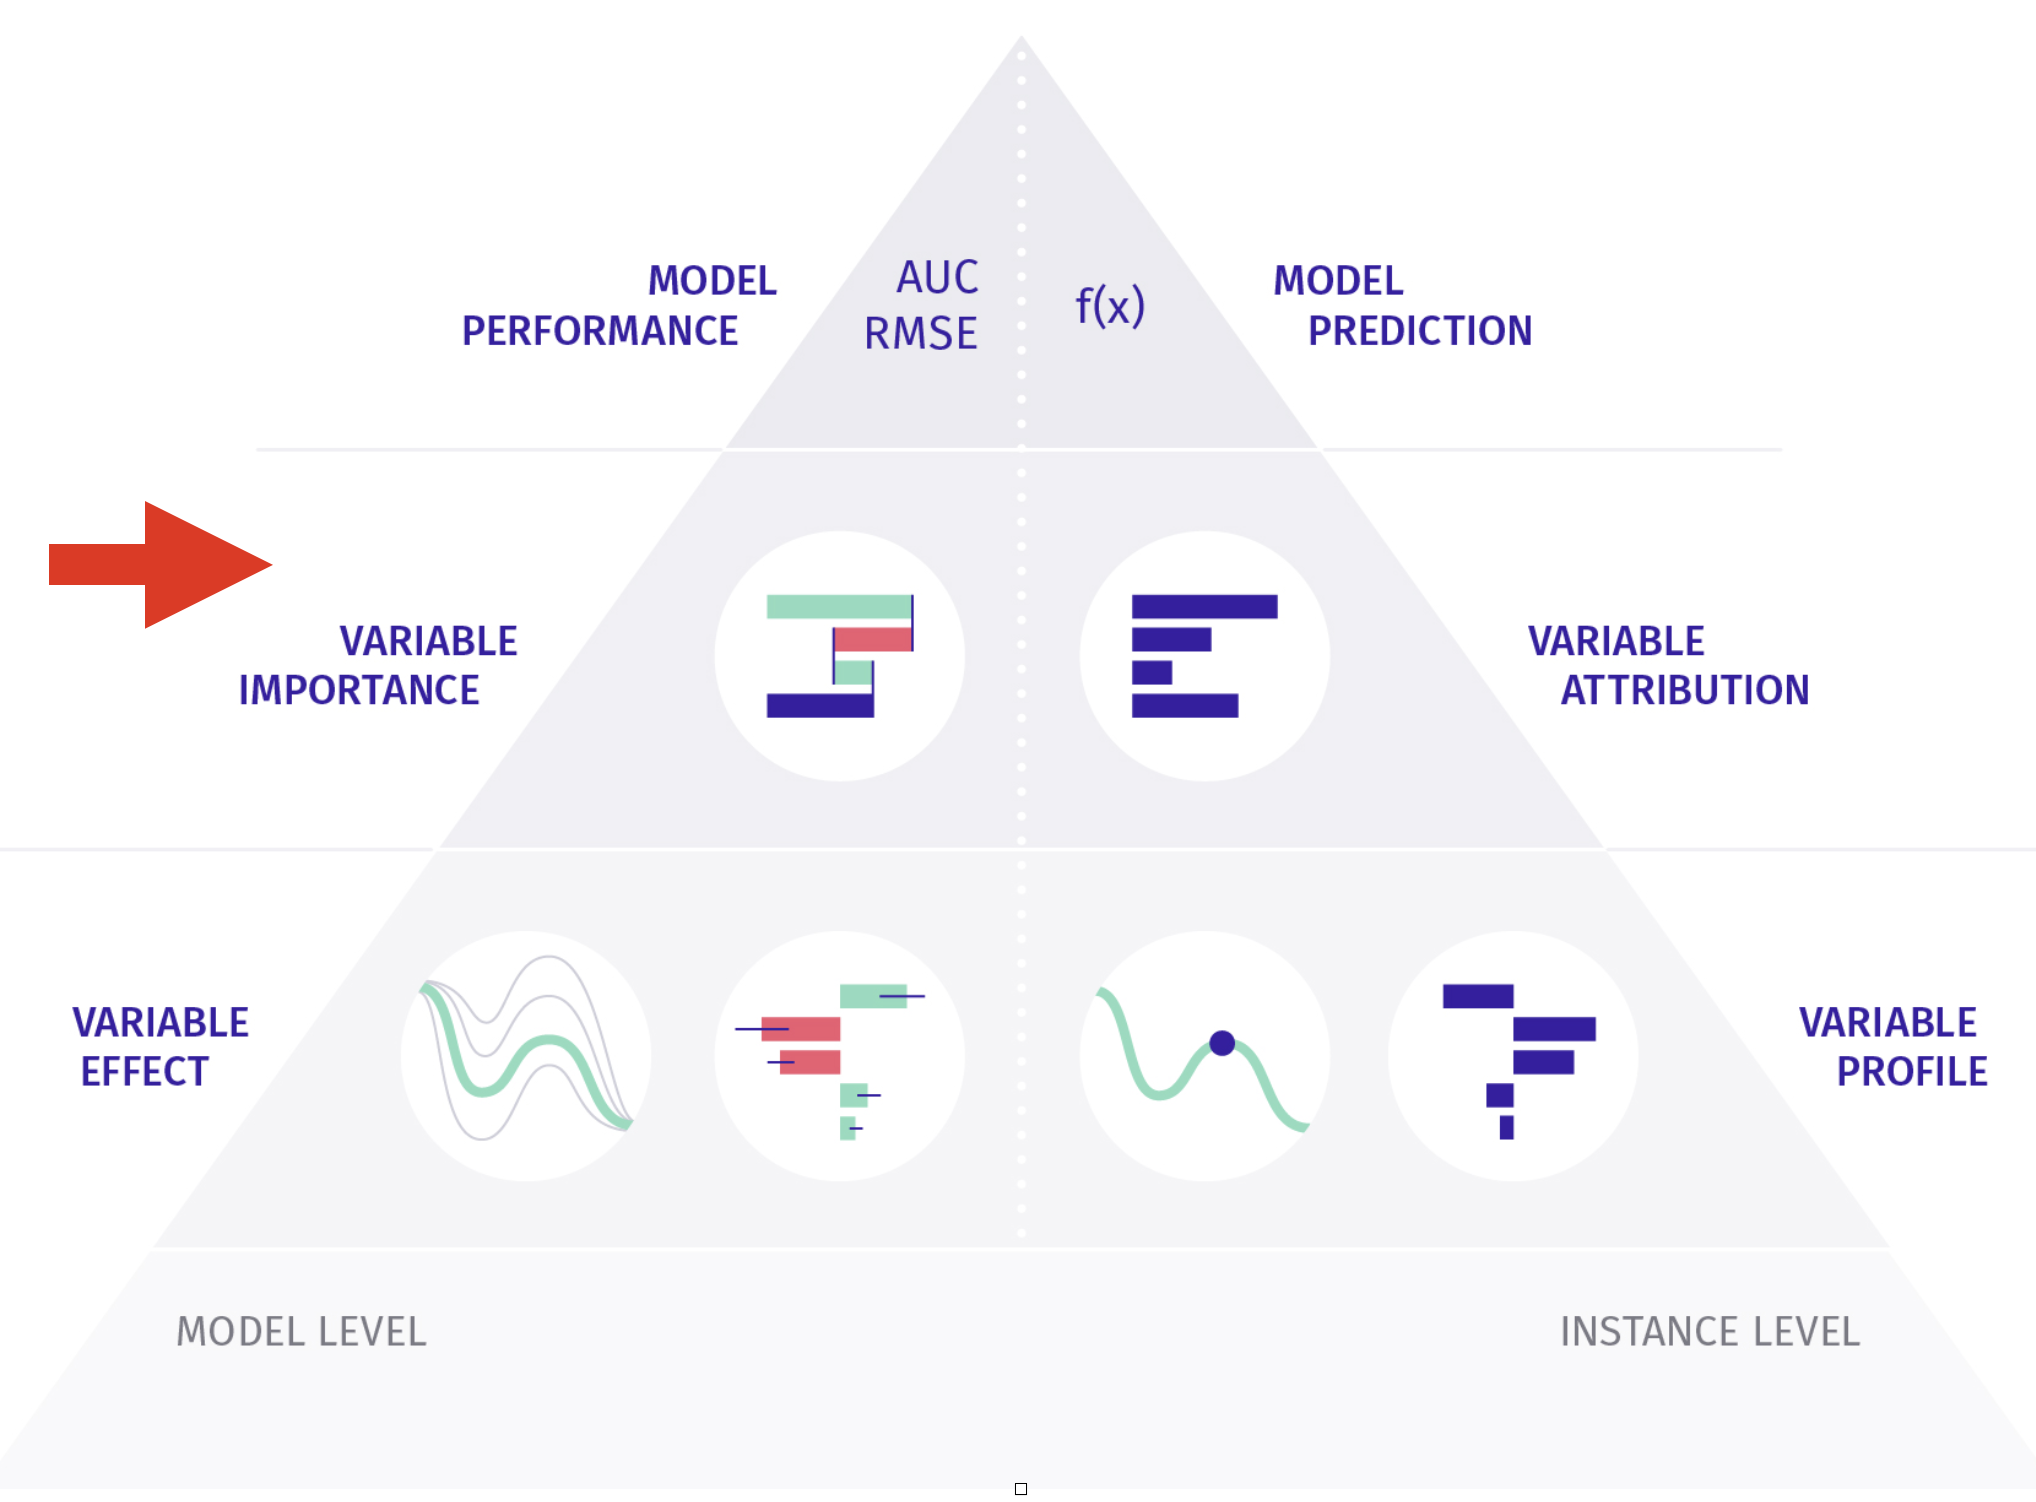 MODEL
PERFORMANCE
AUC
RMSE
f(x)
MODEL
PREDICTION
VARIABLE
IMPORTANCE
VARIABLE
ATTRIBUTION
VARIABLE
EFFECT
VARIABLE
PROFILE
MODEL LEVEL
INSTANCE LEVEL